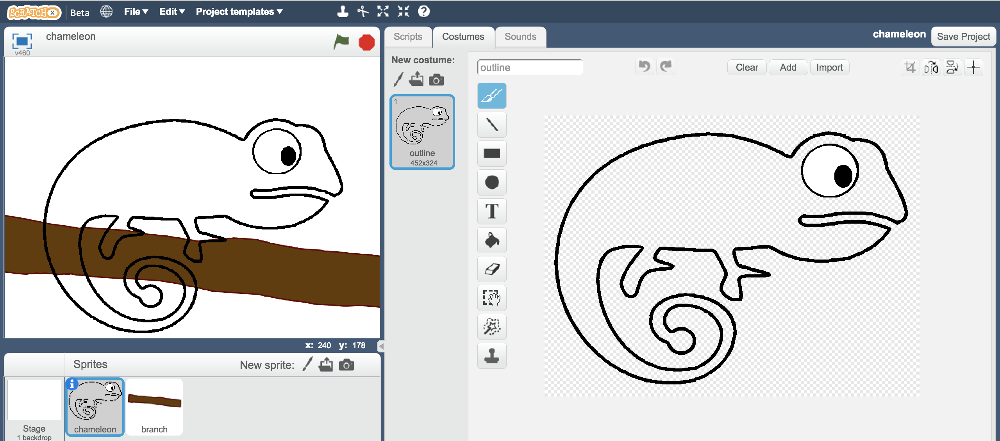 SCRATCHX Beta File Edit Project templates
chameleon
v460
Scripts Costumes Sounds
chameleon Save Project
New costume:
outline
Clear Add Import
T
1
outline
452x324
x: 240 y: 178
Sprites New sprite:
Stage
1 backdrop
chameleon
branch